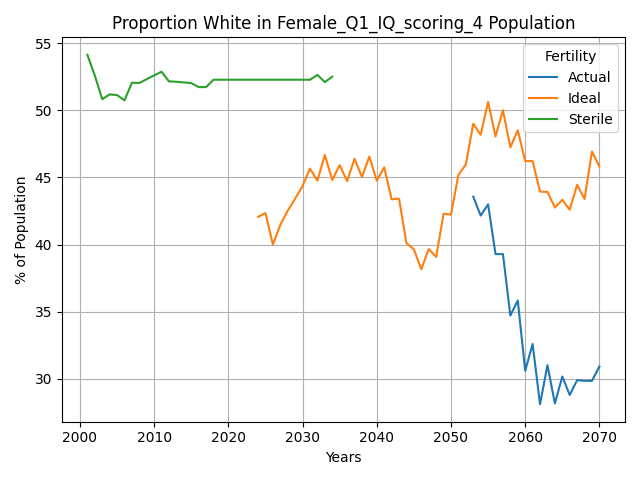 Proportion White in Female_Q1_IQ_scoring_4 Population
% of Population
55
50
45
40
35
30
Fertility
Actual
Ideal
Sterile
2000 2010 2020 2030 2040 2050 2060 2070
Years